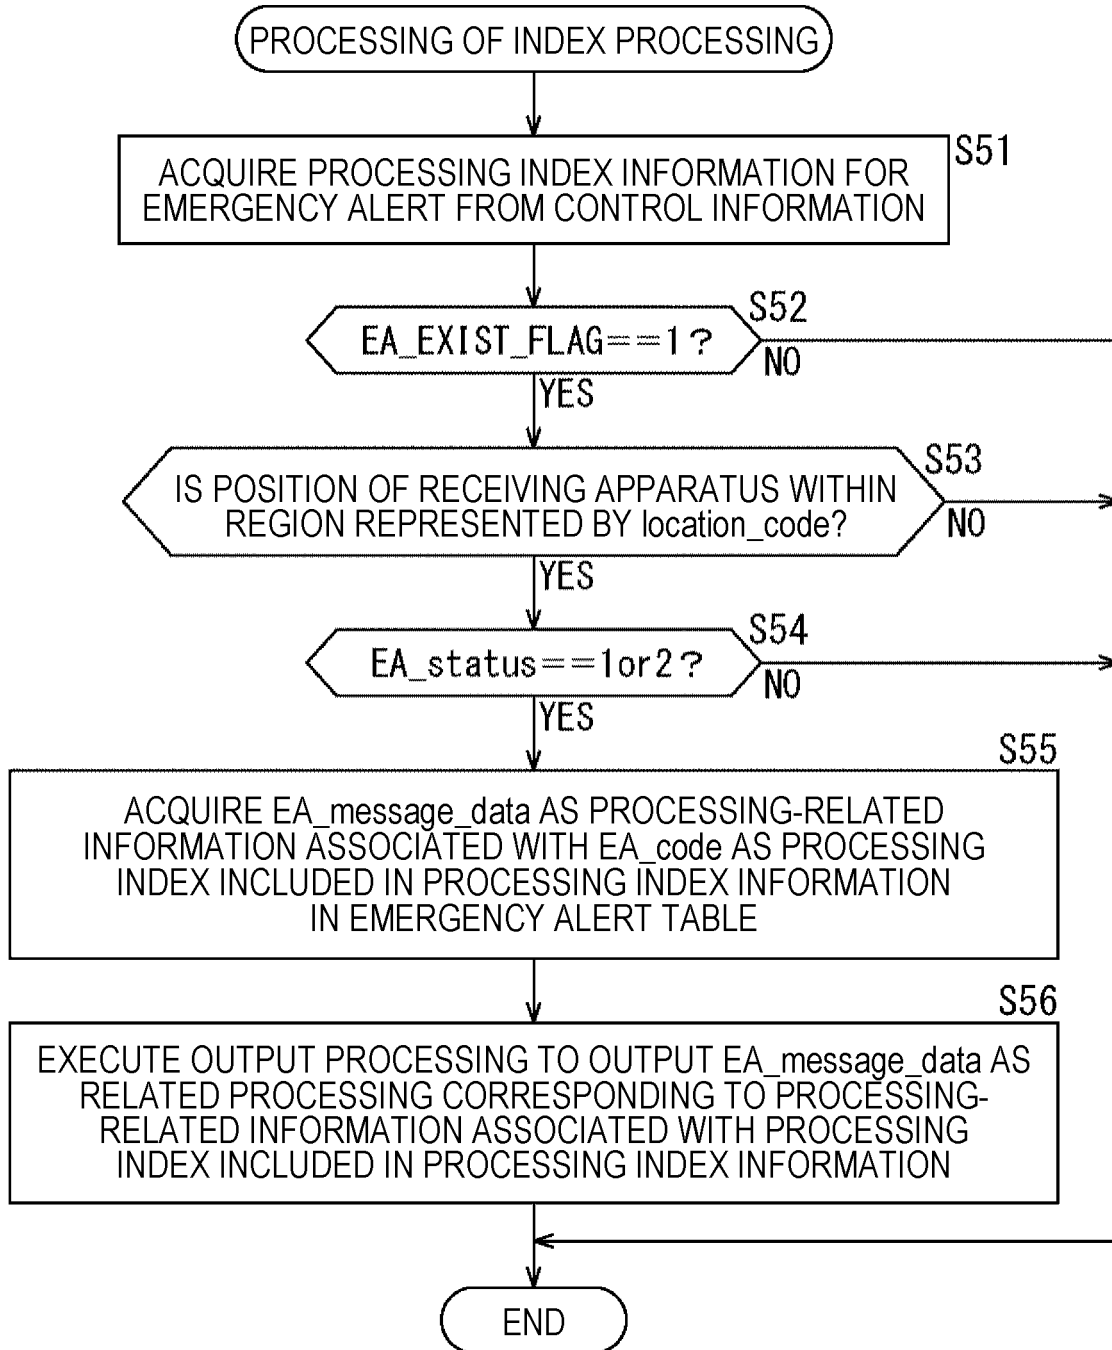 PROCESSING OF INDEX PROCESSING
S51
ACQUIRE PROCESSING INDEX INFORMATION FOR
EMERGENCY ALERT FROM CONTROL INFORMATION
S52
EA_EXIST_FLAG==1?
NO
YES
S53
IS POSITION OF RECEIVING APPARATUS WITHIN
REGION REPRESENTED BY location_code?
NO
YES
S54
EA_status==1or2?
NO
YES
S55
ACQUIRE EA_message_data AS PROCESSING-RELATED
INFORMATION ASSOCIATED WITH EA_code AS PROCESSING
INDEX INCLUDED IN PROCESSING INDEX INFORMATION
IN EMERGENCY ALERT TABLE
S56
EXECUTE OUTPUT PROCESSING TO OUTPUT EA_message_data AS
RELATED PROCESSING CORRESPONDING TO PROCESSING-
RELATED INFORMATION ASSOCIATED WITH PROCESSING
INDEX INCLUDED IN PROCESSING INDEX INFORMATION
END